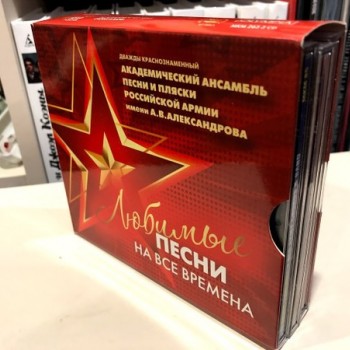 ДВАЖДЫ КРАСНОЗНАМЕННЫЙ
АКАДЕМИЧЕСКИЙ АНСАМБЛЬ
ПЕСНИ И ПЛЯСКИ
РОССИЙСКОЙ АРМИИ
ИМЕНИ А.В.АЛЕКСАНДРОВА
Любимые
ПЕСНИ
НА ВСЕ ВРЕМЕНА